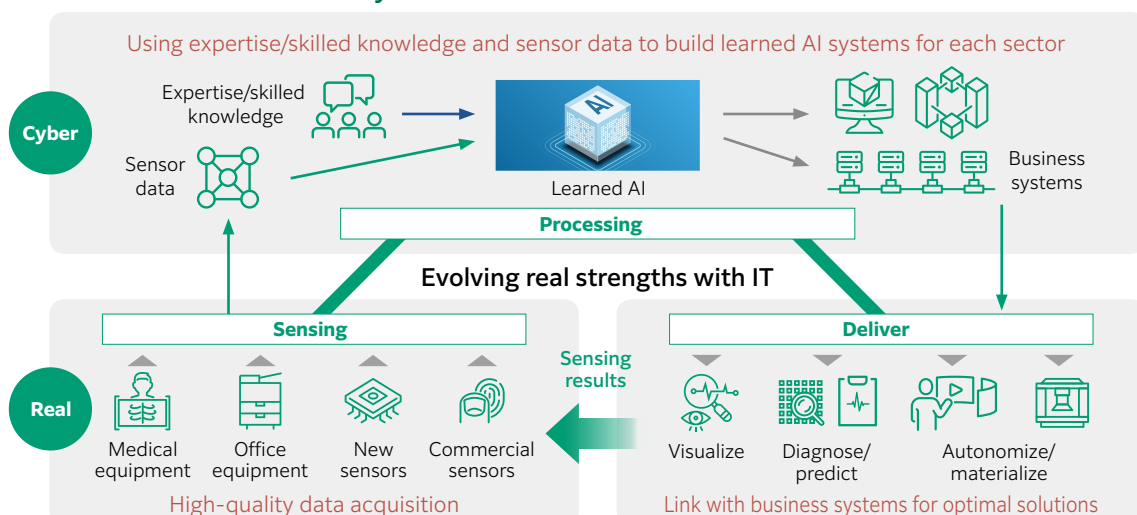 Using expertise/skilled knowledge and sensor data to build learned AI systems for each sector
Cyber
Expertise/skilled
knowledge
Sensor
data
AI
Learned AI
Business
systems
Processing
Evolving real strengths with IT
Sensing
Deliver
Sensing
results
Real
Medical
equipment
Office
equipment
New
sensors
Commercial
sensors
Visualize
Diagnose/
predict
Autonomize/
materialize
High-quality data acquisition
Link with business systems for optimal solutions